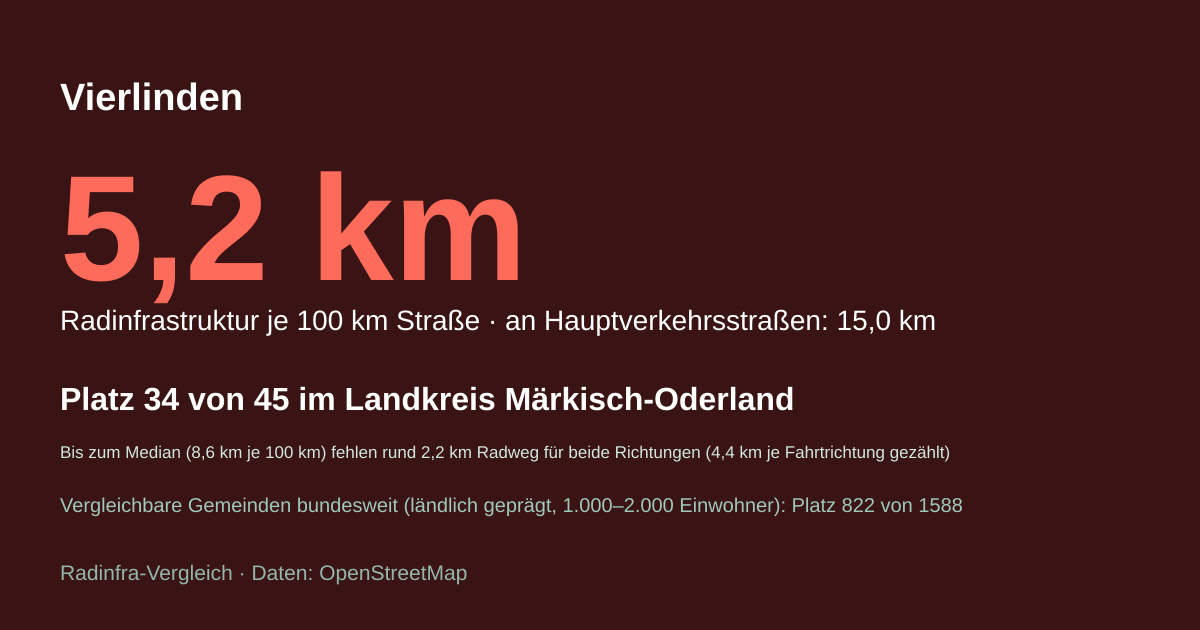 Vierlinden
5,2 km
Radinfrastruktur je 100 km Straße · an Hauptverkehrsstraßen: 15,0 km
Platz 34 von 45 im Landkreis Märkisch-Oderland
Bis zum Median (8,6 km je 100 km) fehlen rund 2,2 km Radweg für beide Richtungen (4,4 km je Fahrtrichtung gezählt)
Vergleichbare Gemeinden bundesweit (ländlich geprägt, 1.000–2.000 Einwohner): Platz 822 von 1588
Radinfra-Vergleich · Daten: OpenStreetMap